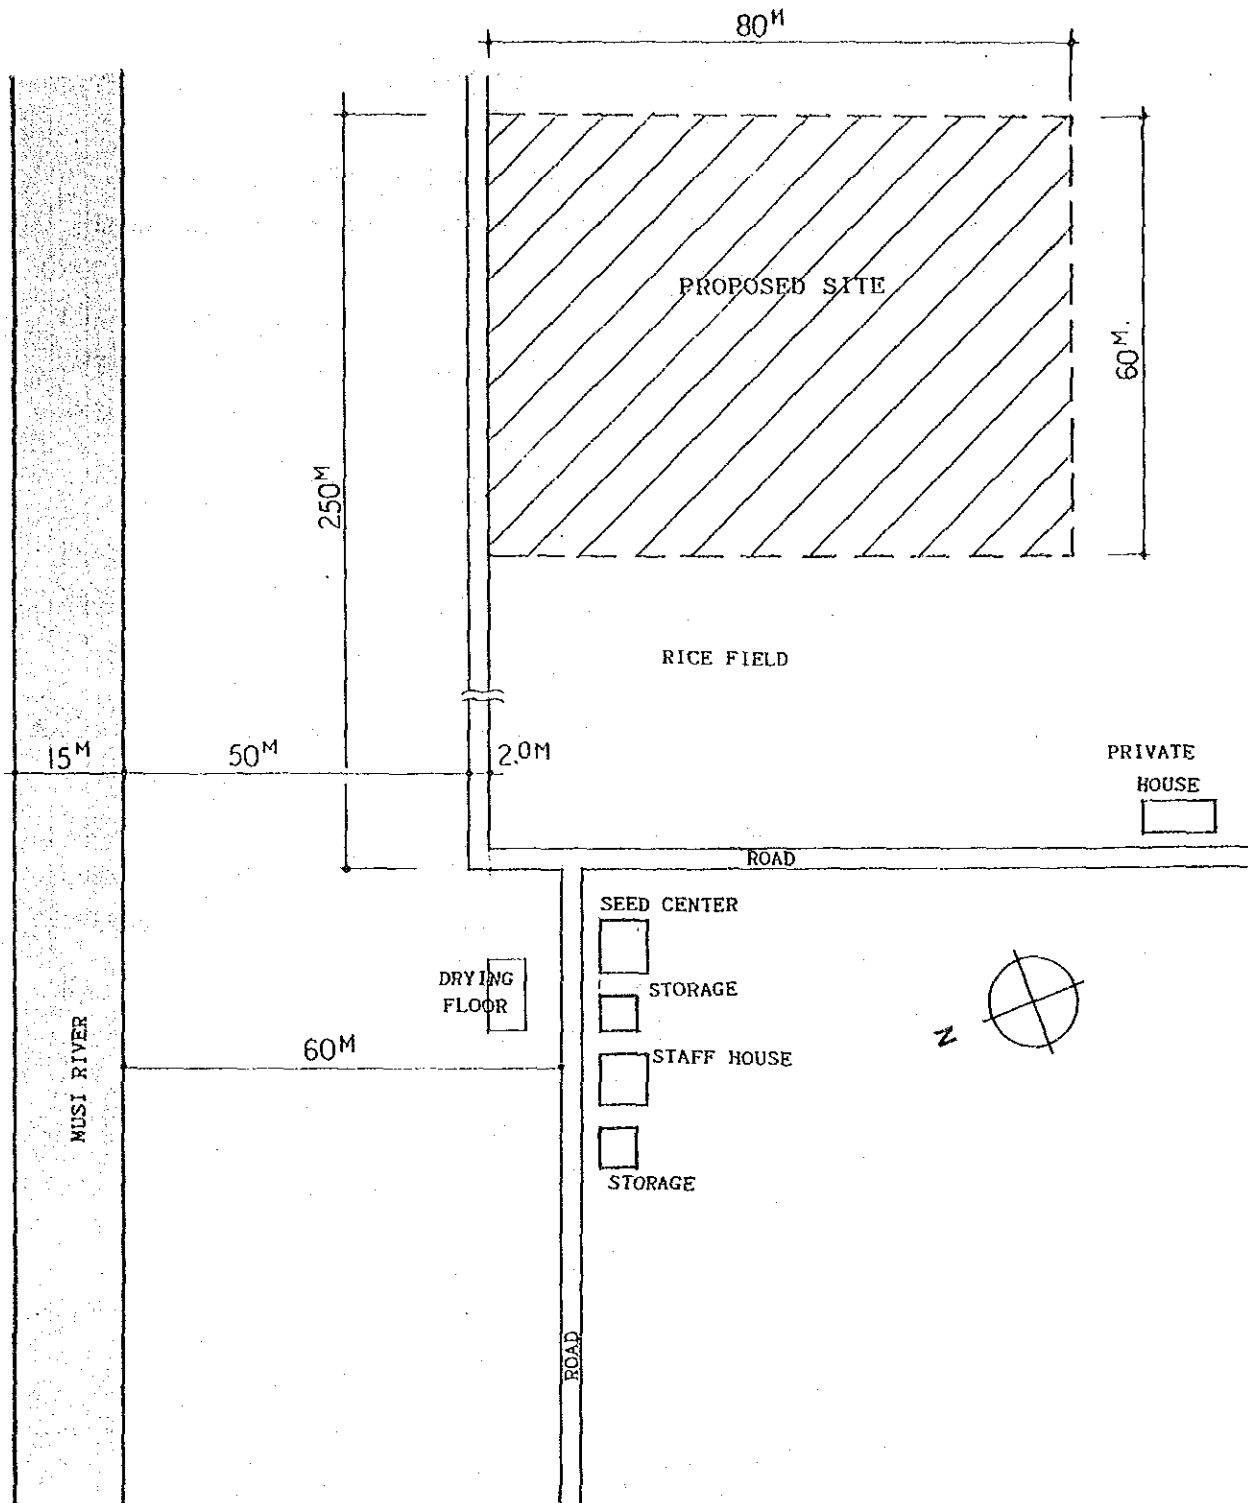 80M
PROPOSED SITE
60M.
250M
RICE FIELD
15M
50M
2.0M
PRIVATE
HOUSE
ROAD
SEED CENTER
DRYING
FLOOR
STORAGE
N
MUSI RIVER
60M
STAFF HOUSE
STORAGE
ROAD